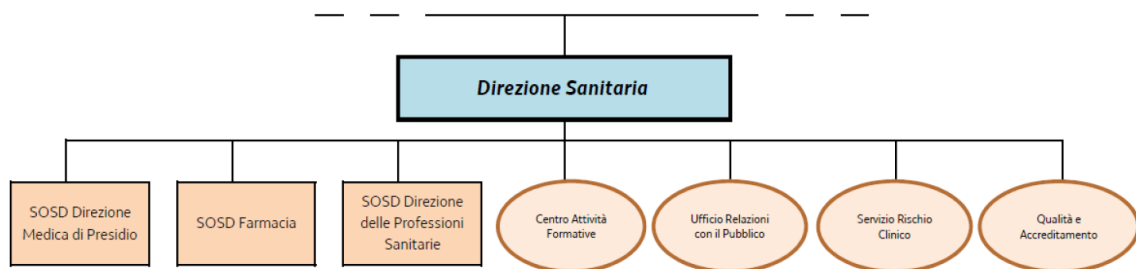 Direzione Sanitaria
SOSD Direzione
Medica di Presidio
SOSD Farmacia
SOSD Direzione
delle Professioni
Sanitarie
Centro Attività
Formative
Ufficio Relazioni
con il Pubblico
Servizio Rischio
Clinico
Qualità e
Accreditamento